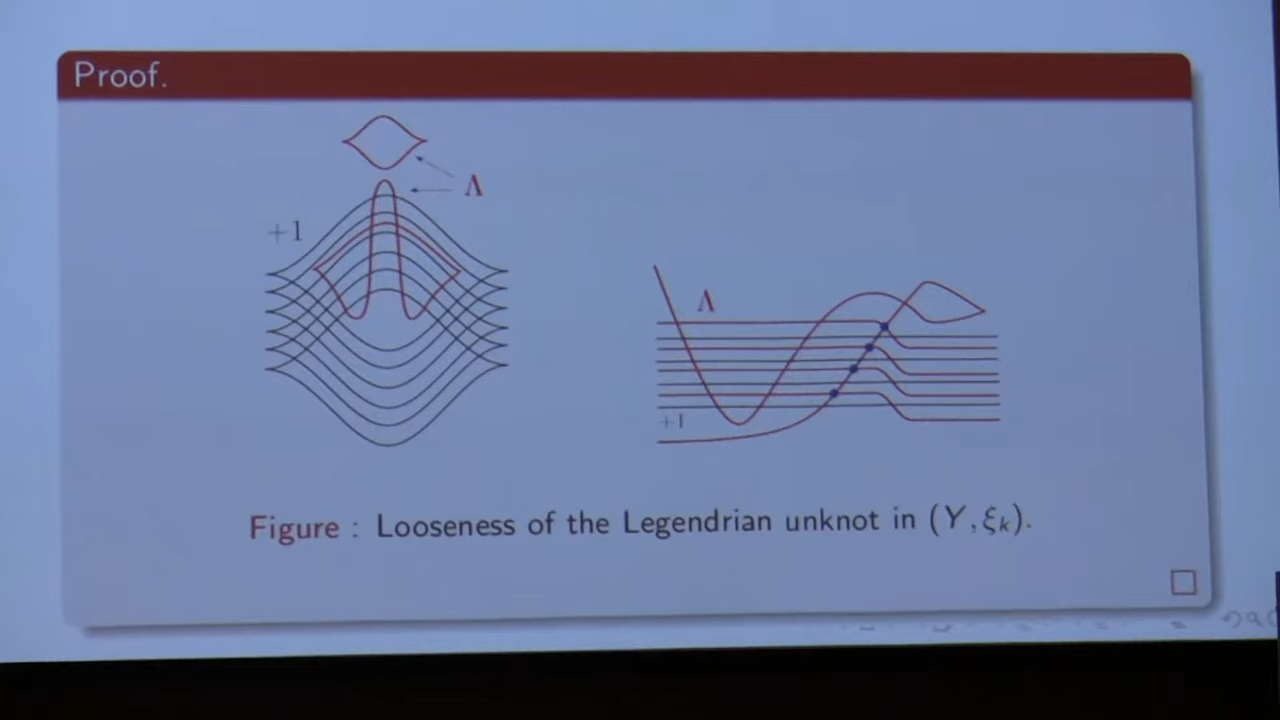 Proof.
Λ
+1
Λ
+1
Figure : Looseness of the Legendrian unknot in (Y, ξₖ).